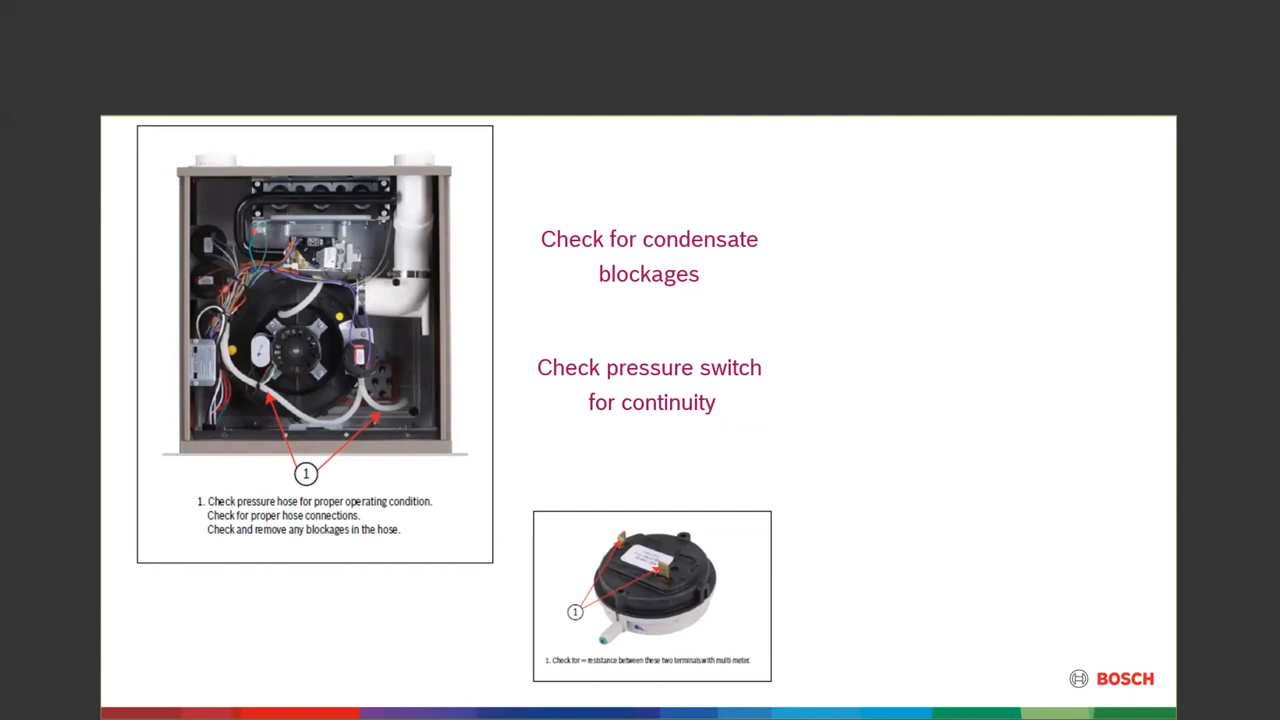 Check for condensate
blockages
Check pressure switch
for continuity
1
1. Check pressure hose for proper operating condition.
Check for proper hose connections.
Check and remove any blockages in the hose.
1
1. Check for ∞ resistance between these two terminals with multi-meter.
BOSCH